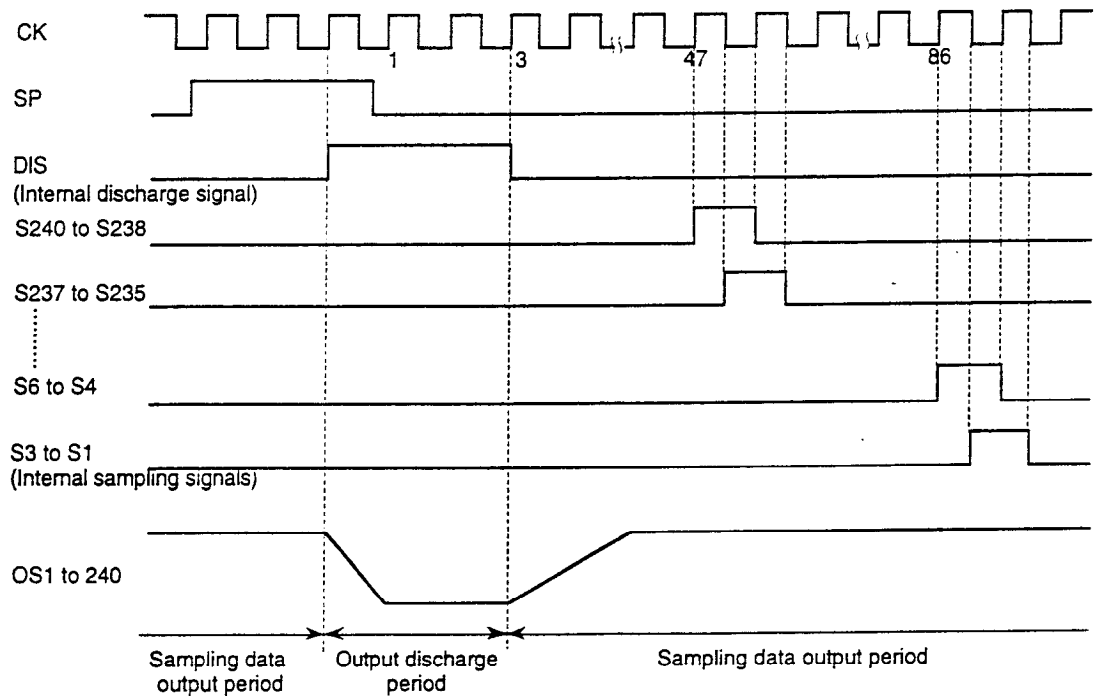 CK
1
3
47
86
SP
DIS
(Internal discharge signal)
S240 to S238
S237 to S235
S6 to S4
S3 to S1
(Internal sampling signals)
OS1 to 240
Sampling data
output period
Output discharge
period
Sampling data output period